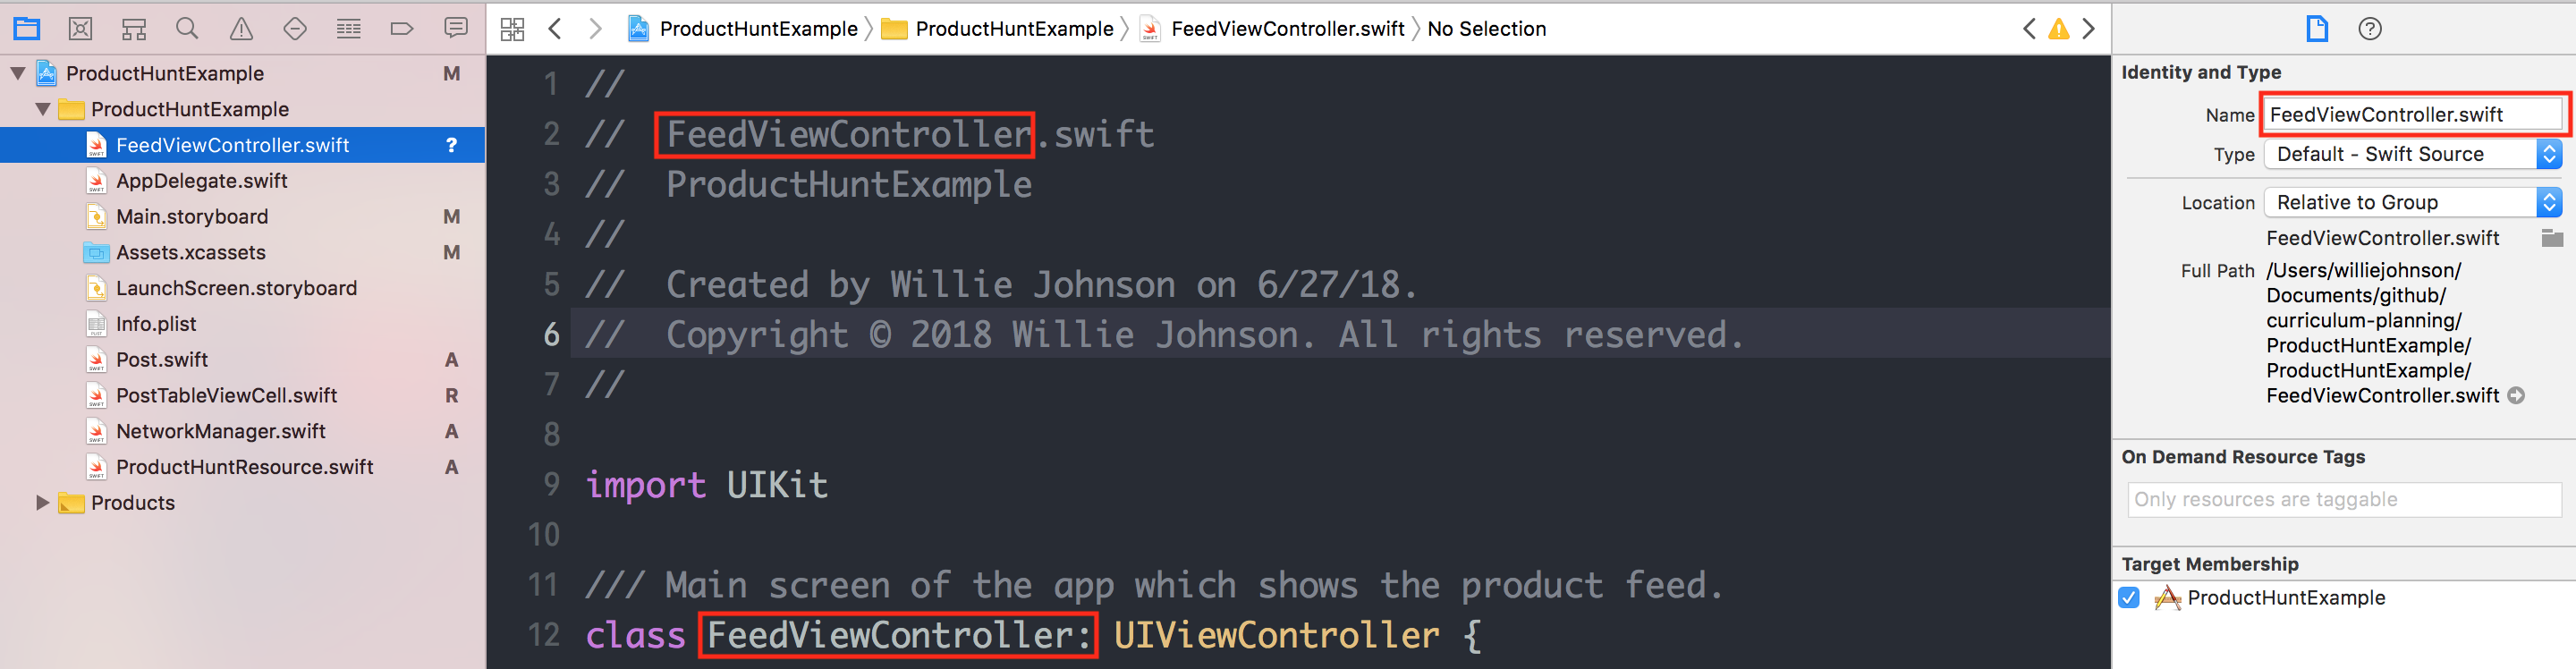 ProductHuntExample M
ProductHuntExample
FeedViewController.swift ?
AppDelegate.swift
Main.storyboard M
Assets.xcassets M
LaunchScreen.storyboard
Info.plist
Post.swift A
PostTableViewCell.swift R
NetworkManager.swift A
ProductHuntResource.swift A
Products
ProductHuntExample ProductHuntExample FeedViewController.swift No Selection
1 //
2 // FeedViewController.swift
3 // ProductHuntExample
4 //
5 // Created by Willie Johnson on 6/27/18.
6 // Copyright © 2018 Willie Johnson. All rights reserved.
7 //
8
9 import UIKit
10
11 /// Main screen of the app which shows the product feed.
12 class FeedViewController: UIViewController {
Identity and Type
Name FeedViewController.swift
Type Default - Swift Source
Location Relative to Group
FeedViewController.swift
Full Path /Users/williejohnson/
Documents/github/
curriculum-planning/
ProductHuntExample/
ProductHuntExample/
FeedViewController.swift
On Demand Resource Tags
Only resources are taggable
Target Membership
ProductHuntExample